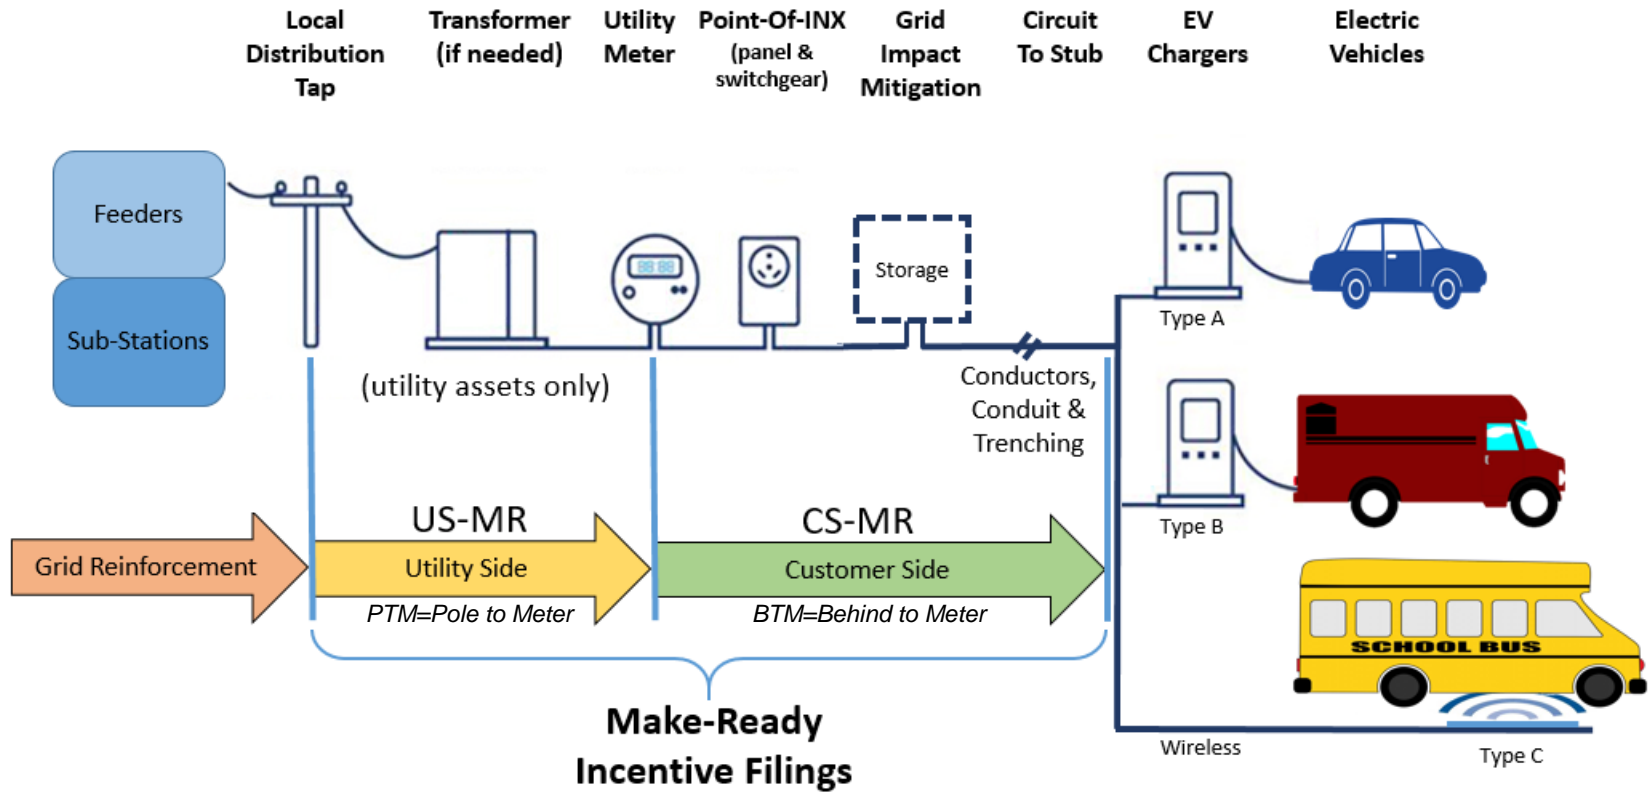 Local
Distribution
Tap
Transformer
(if needed)
Utility
Meter
Point-Of-INX
(panel &
switchgear)
Grid
Impact
Mitigation
Circuit
To Stub
EV
Chargers
Electric
Vehicles
Feeders
Sub-Stations
88:88
Storage
Type A
(utility assets only)
Conductors,
Conduit &
Trenching
Type B
US-MR
CS-MR
Grid Reinforcement
Utility Side
Customer Side
PTM=Pole to Meter
BTM=Behind to Meter
SCHOOL BUS
Make-Ready
Incentive Filings
Wireless
Type C